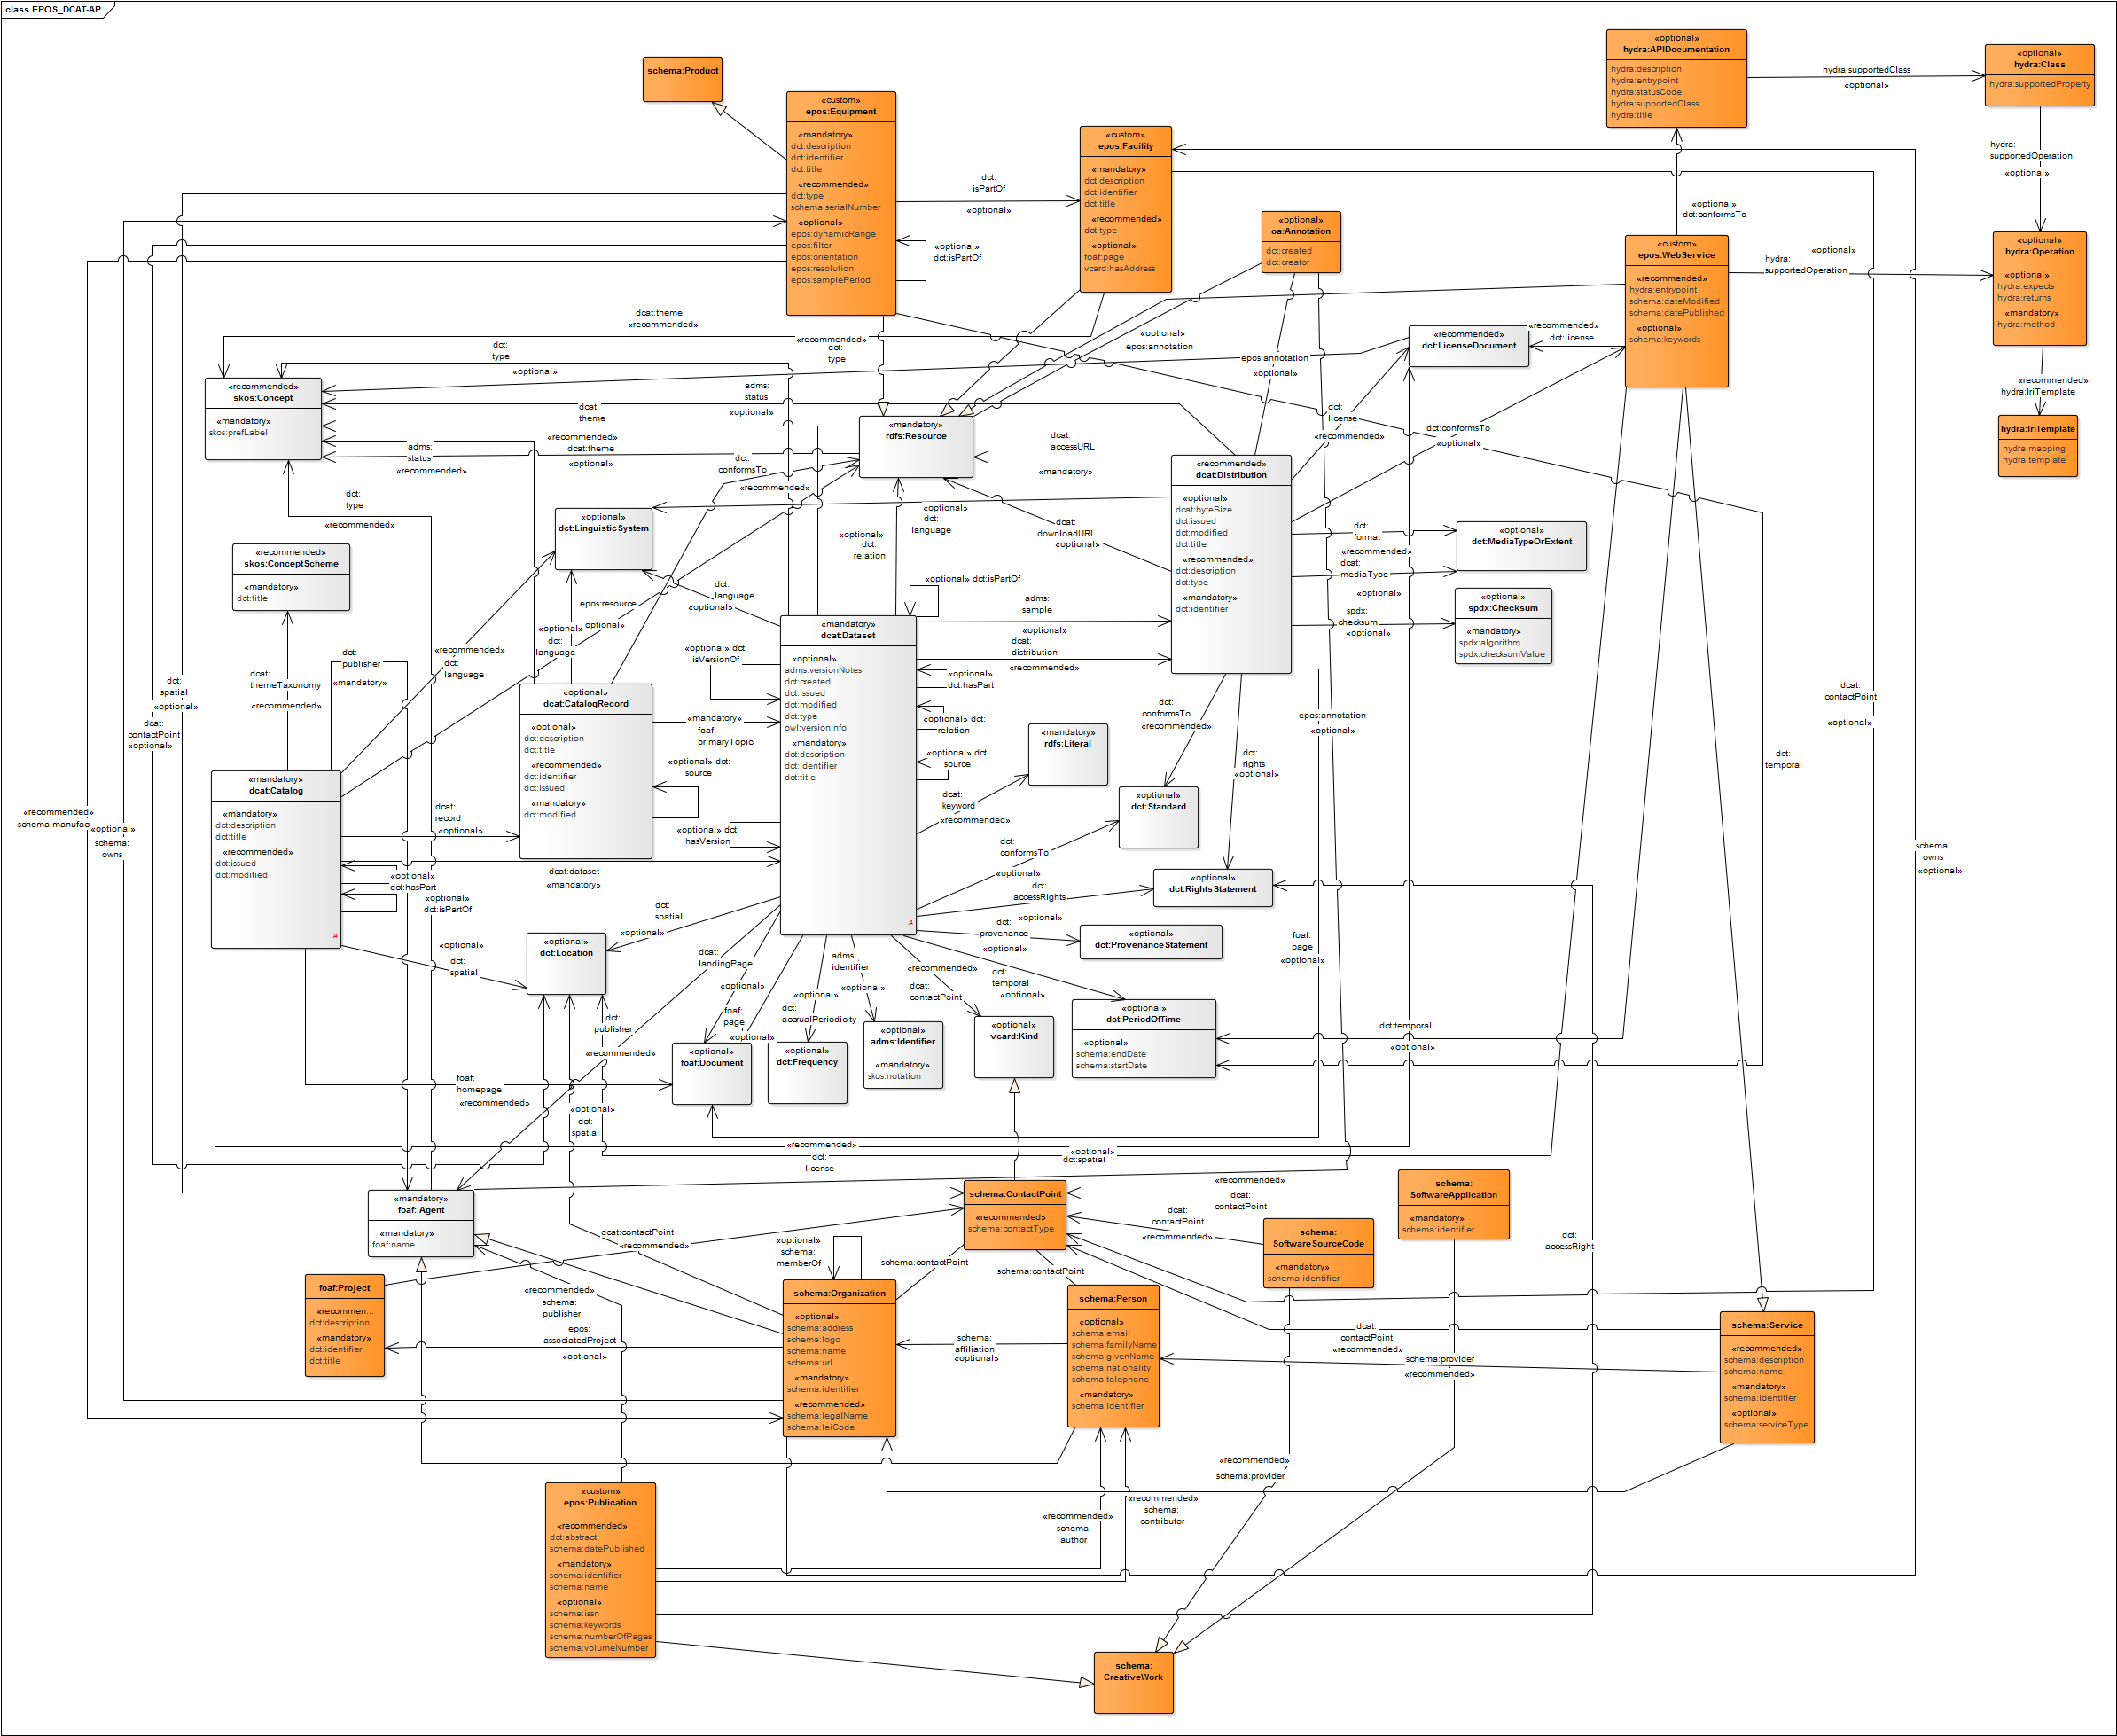 class EPOS_DCAT-AP
schema:Product
«custom»
epos:Equipment
«mandatory»
dct:description
dct:identifier
dct:title
«recommended»
dct:type
schema:serialNumber
«optional»
epos:dynamicRange
epos:filter
epos:orientation
epos:resolution
epos:samplePeriod
«optional»
dct:isPartOf
dct:
isPartOf
«optional»
«custom»
epos:Facility
«mandatory»
dct:description
dct:identifier
dct:title
«recommended»
dct:type
«optional»
foaf:page
vcard:hasAddress
«optional»
oa:Annotation
dct:created
dct:creator
«optional»
hydra:APIDocumentation
hydra:description
hydra:entrypoint
hydra:statusCode
hydra:supportedClass
hydra:title
hydra:supportedClass
«optional»
«optional»
hydra:Class
hydra:supportedProperty
hydra:
supportedOperation
«optional»
«optional»
dct:conformsTo
«custom»
epos:WebService
«recommended»
hydra:entrypoint
schema:dateModified
schema:datePublished
«optional»
schema:keywords
«optional»
hydra:
supportedOperation
«optional»
hydra:Operation
«optional»
hydra:expects
hydra:returns
«mandatory»
hydra:method
«recommended»
hydra:IriTemplate
hydra:IriTemplate
hydra:mapping
hydra:template
«recommended»
dct:LicenseDocument
«recommended»
dct:license
dcat:theme
«recommended»
dct:
type
«optional»
«recommended»
dct:
type
«optional»
epos:annotation
epos:annotation
«optional»
«recommended»
skos:Concept
«mandatory»
skos:prefLabel
adms:
status
«optional»
dcat:
theme
«recommended»
dcat:theme
«optional»
adms:
status
«recommended»
dct:
conformsTo
«recommended»
«mandatory»
rdfs:Resource
dcat:
accessURL
«mandatory»
dct:
license
«recommended»
dct:conformsTo
«optional»
«recommended»
dcat:Distribution
«optional»
dcat:byteSize
dct:issued
dct:modified
dct:title
«recommended»
dct:description
dct:type
«mandatory»
dct:identifier
dct:
type
«recommended»
«optional»
dct:LinguisticSystem
«optional»
dct:
language
«optional»
dct:
relation
dcat:
downloadURL
«optional»
dct:
format
«recommended»
dcat:
mediaType
«optional»
«optional»
dct:MediaTypeOrExtent
spdx:
checksum
«optional»
«optional»
spdx:Checksum
«mandatory»
spdx:algorithm
spdx:checksumValue
«recommended»
skos:ConceptScheme
«mandatory»
dct:title
dcat:
themeTaxonomy
«recommended»
dct:
publisher
«mandatory»
«recommended»
dct:
language
epos:resource
«optional»
«optional»
dct:
language
dct:
language
«optional»
«mandatory»
dcat:Dataset
«optional»
adms:versionNotes
dct:created
dct:issued
dct:modified
dct:type
owl:versionInfo
«mandatory»
dct:description
dct:identifier
dct:title
«optional» dct:isPartOf
adms:
sample
«optional»
dcat:
distribution
«recommended»
«optional» dct:
isVersionOf
«optional»
dct:hasPart
«optional» dct:
relation
«optional» dct:
source
«optional» dct:
hasVersion
dcat:
keyword
«recommended»
«mandatory»
rdfs:Literal
dct:
conformsTo
«recommended»
dct:
rights
«optional»
«optional»
dct:Standard
dct:
conformsTo
«optional»
dct:
accessRights
«optional»
«optional»
dct:RightsStatement
dct:
provenance
«optional»
«optional»
dct:ProvenanceStatement
«optional»
dcat:CatalogRecord
«optional»
dct:description
dct:title
«recommended»
dct:identifier
dct:issued
«mandatory»
dct:modified
«mandatory»
foaf:
primaryTopic
«optional» dct:
source
«mandatory»
dcat:Catalog
«mandatory»
dct:description
dct:title
«recommended»
dct:issued
dct:modified
dcat:
record
«optional»
dcat:dataset
«mandatory»
«optional»
dct:hasPart
«optional»
dct:isPartOf
dct:
spatial
«optional»
dcat:
contactPoint
«optional»
«recommended»
schema:manufac
«optional»
schema:
owns
«optional»
dct:
spatial
dct:
spatial
«optional»
«optional»
dct:Location
dcat:
landingPage
«optional»
foaf:
page
«optional»
«optional»
dct:
accrualPeriodicity
adms:
identifier
«optional»
«recommended»
dcat:
contactPoint
dct:
temporal
«optional»
«optional»
foaf:Document
«optional»
dct:Frequency
«optional»
adms:Identifier
«mandatory»
skos:notation
«optional»
vcard:Kind
«optional»
dct:PeriodOfTime
«optional»
schema:endDate
schema:startDate
epos:annotation
«optional»
foaf:
page
«optional»
dct:temporal
«optional»
dct:
temporal
dcat:
contactPoint
«optional»
schema:
owns
«optional»
dct:
publisher
«recommended»
foaf:
homepage
«recommended»
«optional»
dct:
spatial
«recommended»
dct:
license
«optional»
dct:spatial
«mandatory»
foaf: Agent
«mandatory»
foaf:name
schema:ContactPoint
«recommended»
schema:contactType
«recommended»
dcat:
contactPoint
schema:
SoftwareApplication
«mandatory»
schema:identifier
dcat:
contactPoint
«recommended»
schema:
SoftwareSourceCode
«mandatory»
schema:identifier
dct:
accessRight
dcat:contactPoint
«recommended»
«optional»
schema:
memberOf
schema:contactPoint
schema:contactPoint
foaf:Project
«recommen...
dct:description
«mandatory»
dct:identifier
dct:title
«recommended»
schema:
publisher
epos:
associatedProject
«optional»
schema:Organization
«optional»
schema:address
schema:logo
schema:name
schema:url
«mandatory»
schema:identifier
«recommended»
schema:legalName
schema:leiCode
schema:
affiliation
«optional»
schema:Person
«optional»
schema:email
schema:familyName
schema:givenName
schema:nationality
schema:telephone
«mandatory»
schema:identifier
dcat:
contactPoint
«recommended»
schema:provider
«recommended»
schema:Service
«recommended»
schema:description
schema:name
«mandatory»
schema:identifier
«optional»
schema:serviceType
«recommended»
schema:provider
«recommended»
schema:
contributor
«recommended»
schema:
author
«custom»
epos:Publication
«recommended»
dct:abstract
schema:datePublished
«mandatory»
schema:identifier
schema:name
«optional»
schema:issn
schema:keywords
schema:numberOfPages
schema:volumeNumber
schema:
CreativeWork